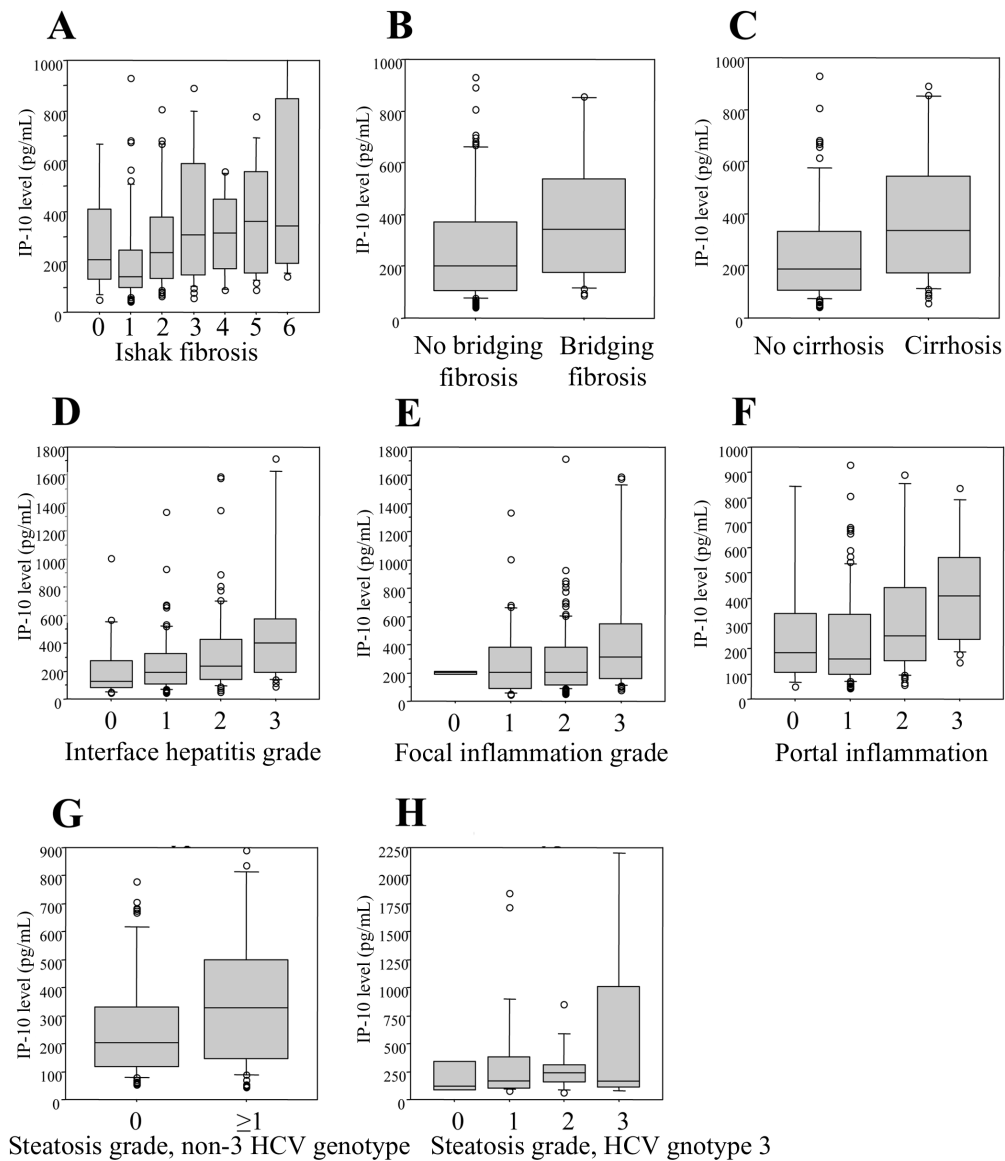 A
B
C
IP-10 level (pg/mL)
1000
800
600
400
200
0
0 1 2 3 4 5 6
Ishak fibrosis
IP-10 level (pg/mL)
1000
800
600
400
200
0
No bridging fibrosis
Bridging fibrosis
IP-10 level (pg/mL)
1000
800
600
400
200
0
No cirrhosis Cirrhosis
D
E
F
IP-10 level (pg/mL)
1800
1600
1400
1200
1000
800
600
400
200
0
0 1 2 3
Interface hepatitis grade
IP-10 level (pg/mL)
1800
1600
1400
1200
1000
800
600
400
200
0
0 1 2 3
Focal inflammation grade
IP-10 level (pg/mL)
1000
900
800
700
600
500
400
300
200
100
0
0 1 2 3
Portal inflammation
G
H
IP-10 level (pg/mL)
900
800
700
600
500
400
300
200
100
0
0 ≥1
Steatosis grade, non-3 HCV genotype
IP-10 level (pg/mL)
2250
1750
1500
1250
1000
750
500
250
0
0 1 2 3
Steatosis grade, HCV gnotype 3